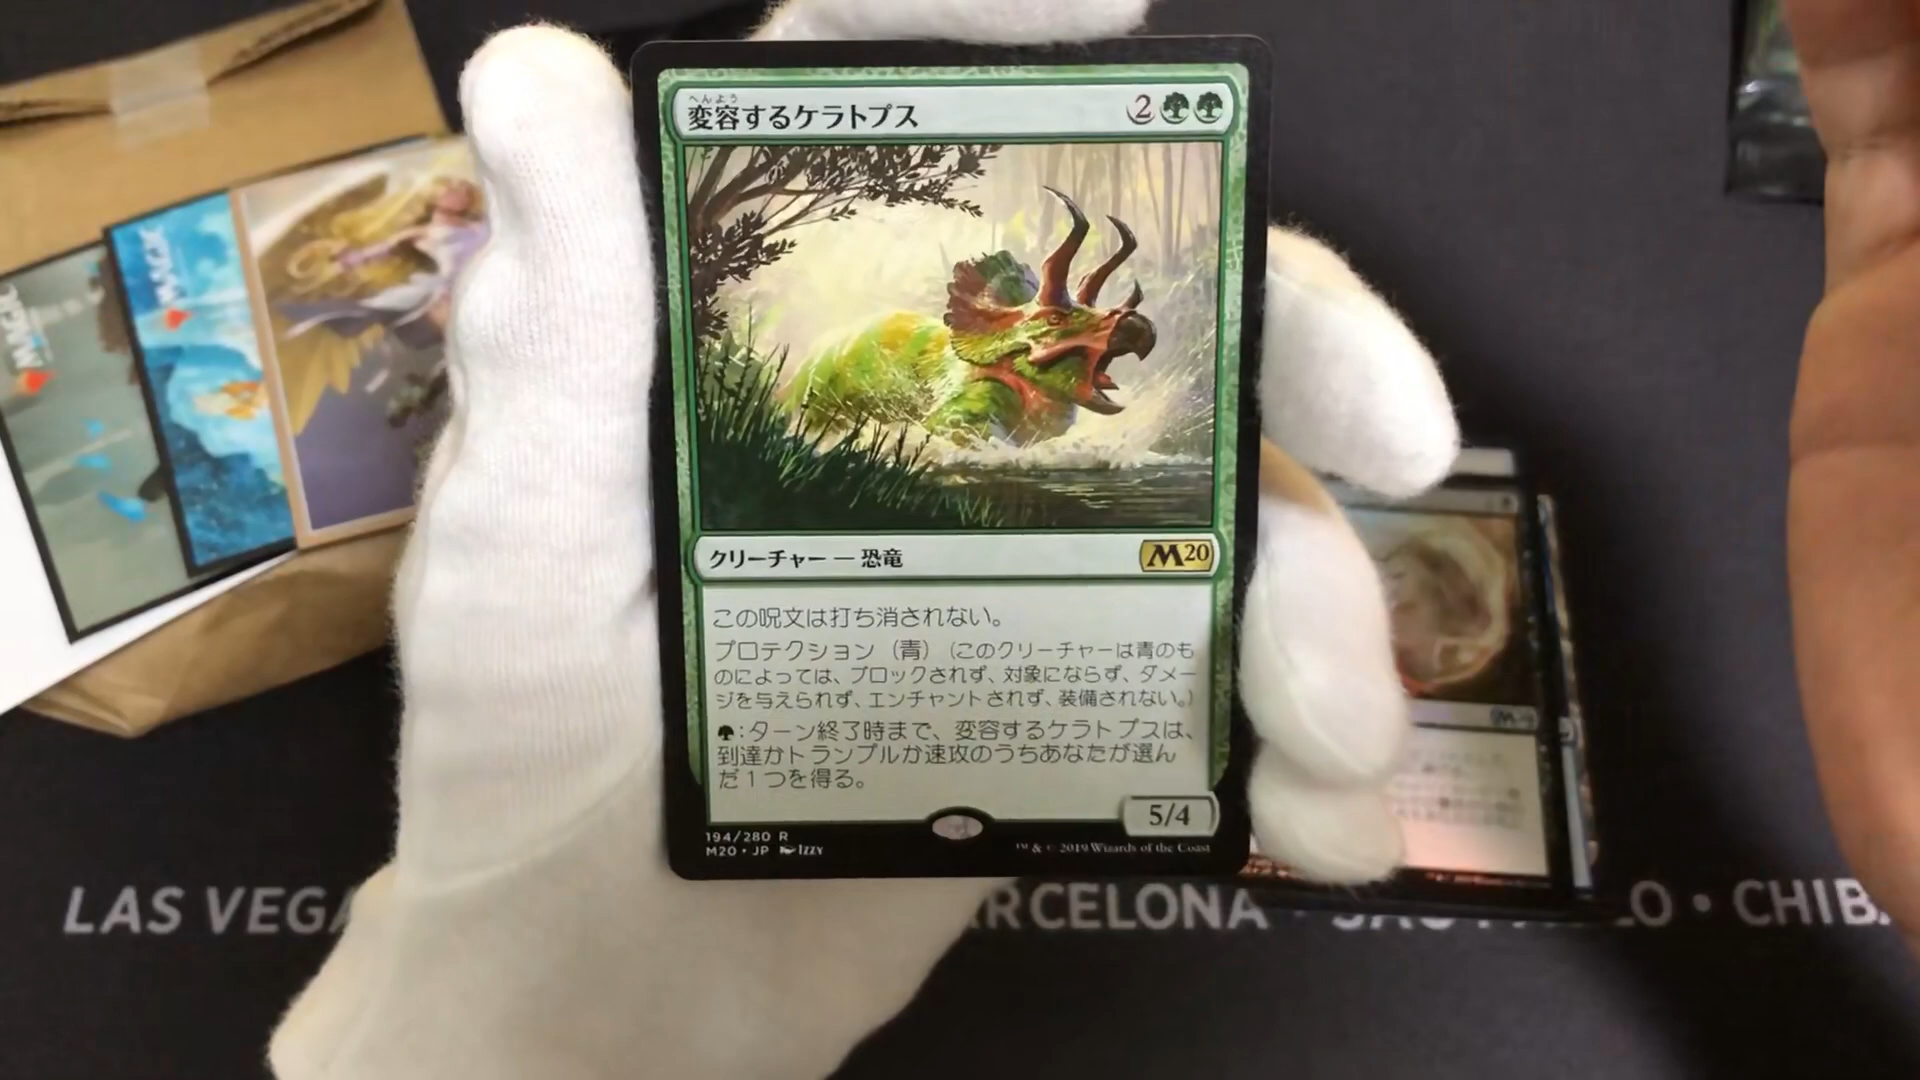 へんよう
変容するケラトプス
2
クリーチャー — 恐竜
M20
この呪文は打ち消されない。
プロテクション(青)(このクリーチャーは青のも
のによっては、ブロックされず、対象にならず、ダメー
ジを与えられず、エンチャントされず、装備されない。)
:ターン終了時まで、変容するケラトプスは、
到達かトランプルか速攻のうちあなたが選ん
だ1つを得る。
5/4
194/280 R
M20・JP IZZY
™ & © 2019 Wizards of the Coast
MAGIC
MAGIC
LAS VEGA
RCELONA
LO • CHIB